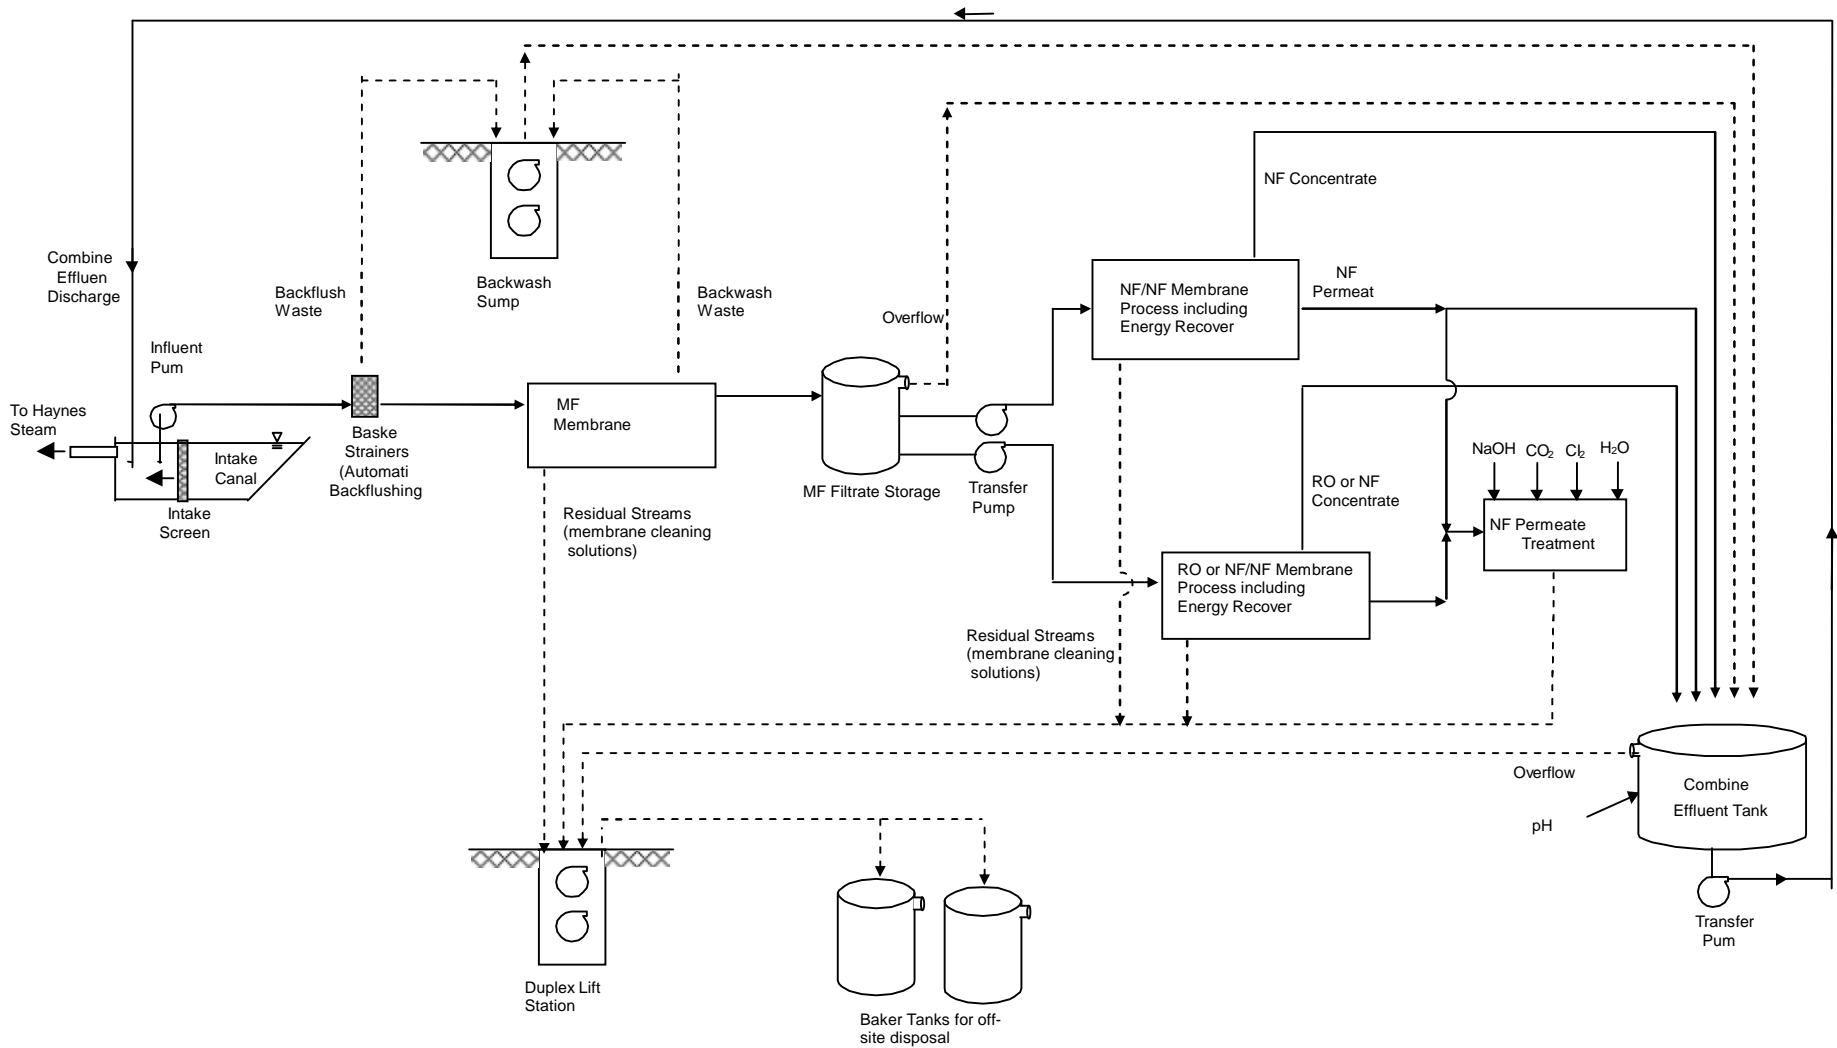 NF Concentrate
Combine
Effluen
Discharge
Backflush
Waste
Backwash
Sump
Backwash
Waste
Overflow
NF/NF Membrane
Process including
Energy Recover
NF
Permeat
Influent
Pum
To Haynes
Steam
Intake
Canal
Intake
Screen
Baske
Strainers
(Automati
Backflushing
MF
Membrane
MF Filtrate Storage
Transfer
Pump
RO or NF
Concentrate
NaOH CO2 Cl2 H2O
NF Permeate
Treatment
Residual Streams
(membrane cleaning
solutions)
RO or NF/NF Membrane
Process including
Energy Recover
Residual Streams
(membrane cleaning
solutions)
Overflow
Combine
Effluent Tank
pH
Transfer
Pum
Duplex Lift
Station
Baker Tanks for off-
site disposal